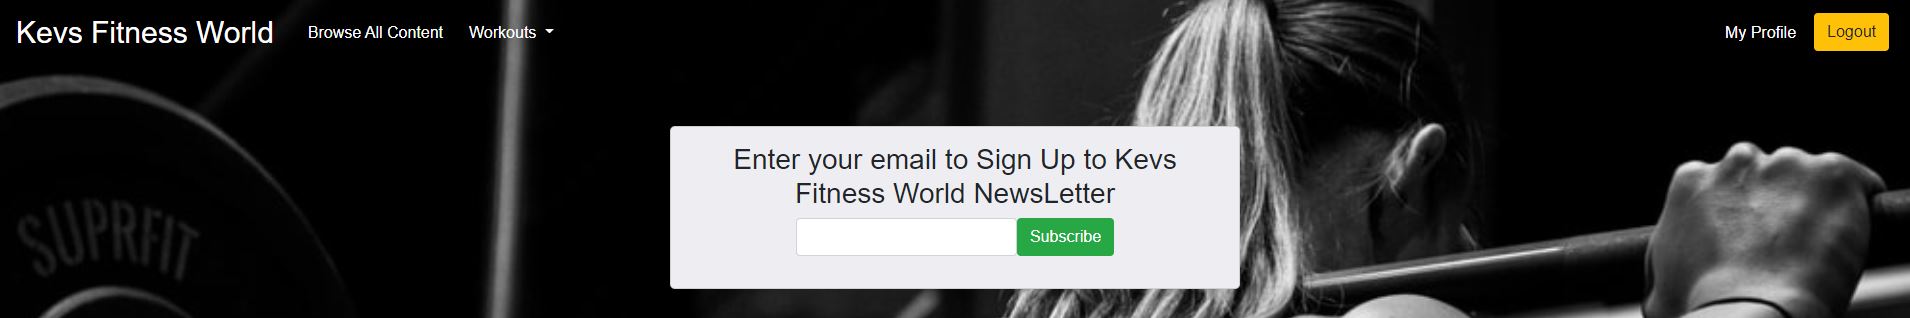 Kevs Fitness World
Browse All Content
Workouts
My Profile
Logout
Enter your email to Sign Up to Kevs
Fitness World NewsLetter
Subscribe
SUPRFIT